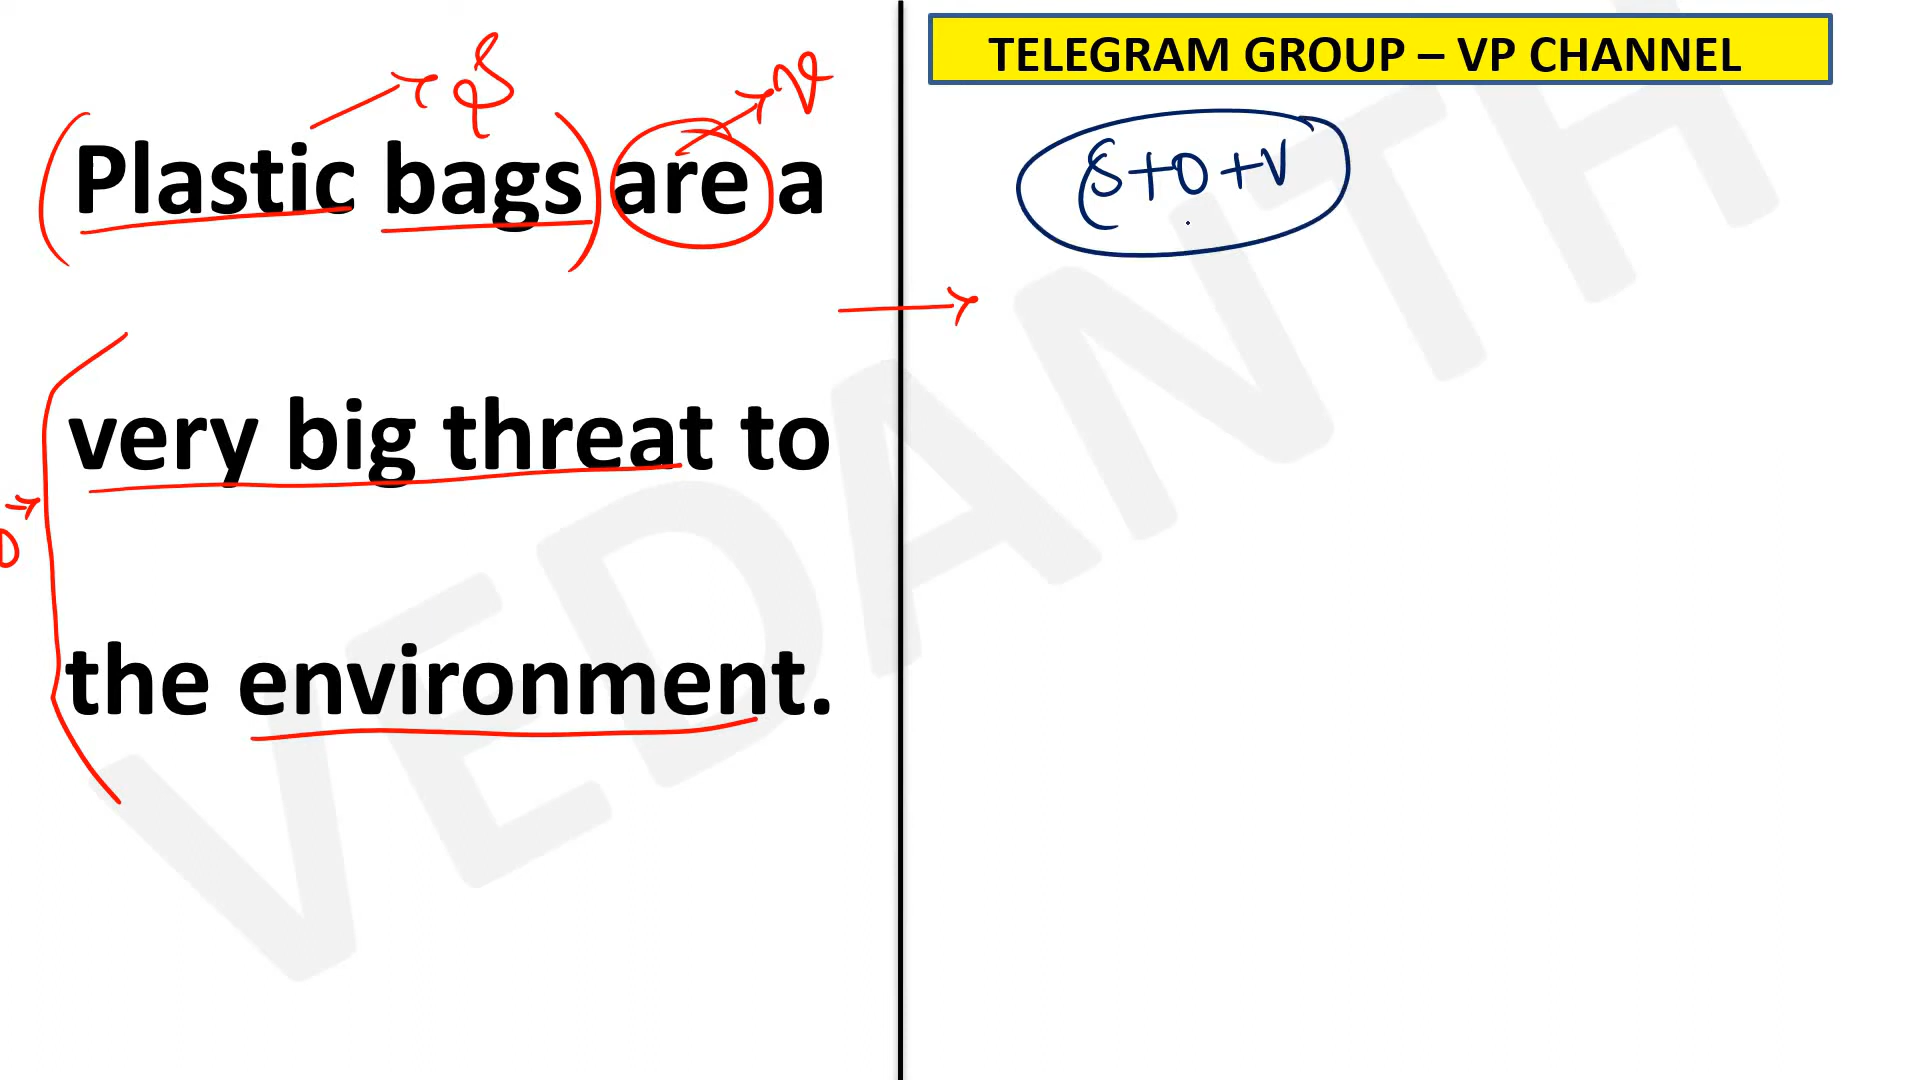 S
V
Plastic bags are a
very big threat to
the environment.
O
TELEGRAM GROUP – VP CHANNEL
S+O+V
VEDANTH